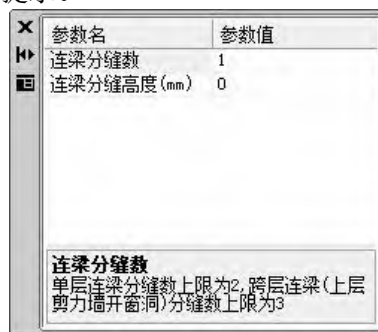 参数名 参数值
连梁分缝数 1
连梁分缝高度(mm) 0
连梁分缝数
单层连梁分缝数上限为2,跨层连梁(上层
剪力墙开窗洞)分缝数上限为3